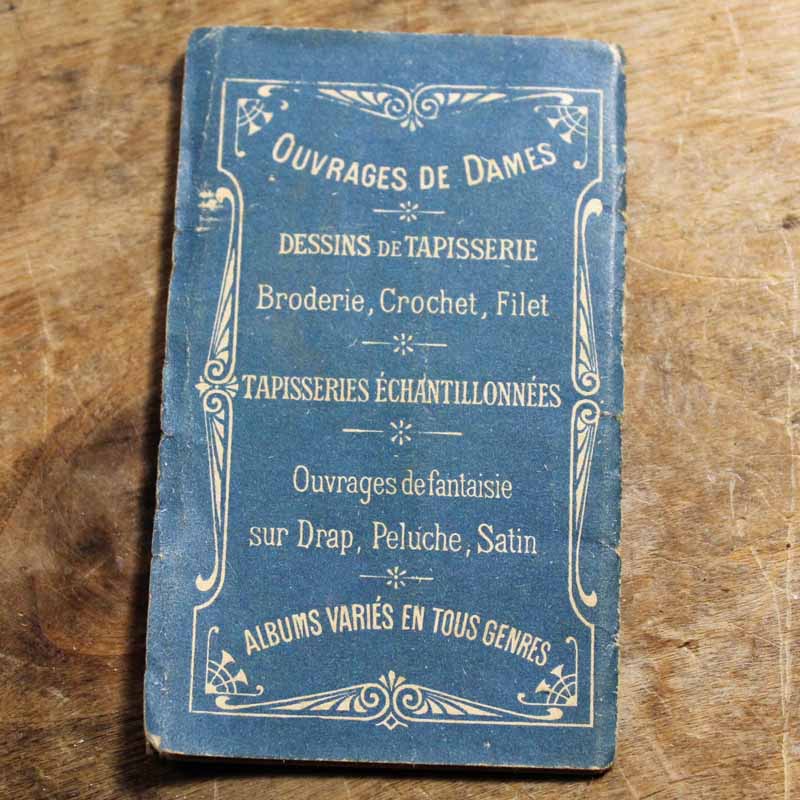 OUVRAGES DE DAMES
DESSINS DE TAPISSERIE
Broderie, Crochet, Filet
TAPISSERIES ÉCHANTILLONNÉES
Ouvrages de fantaisie
sur Drap, Peluche, Satin
ALBUMS VARIÉS EN TOUS GENRES